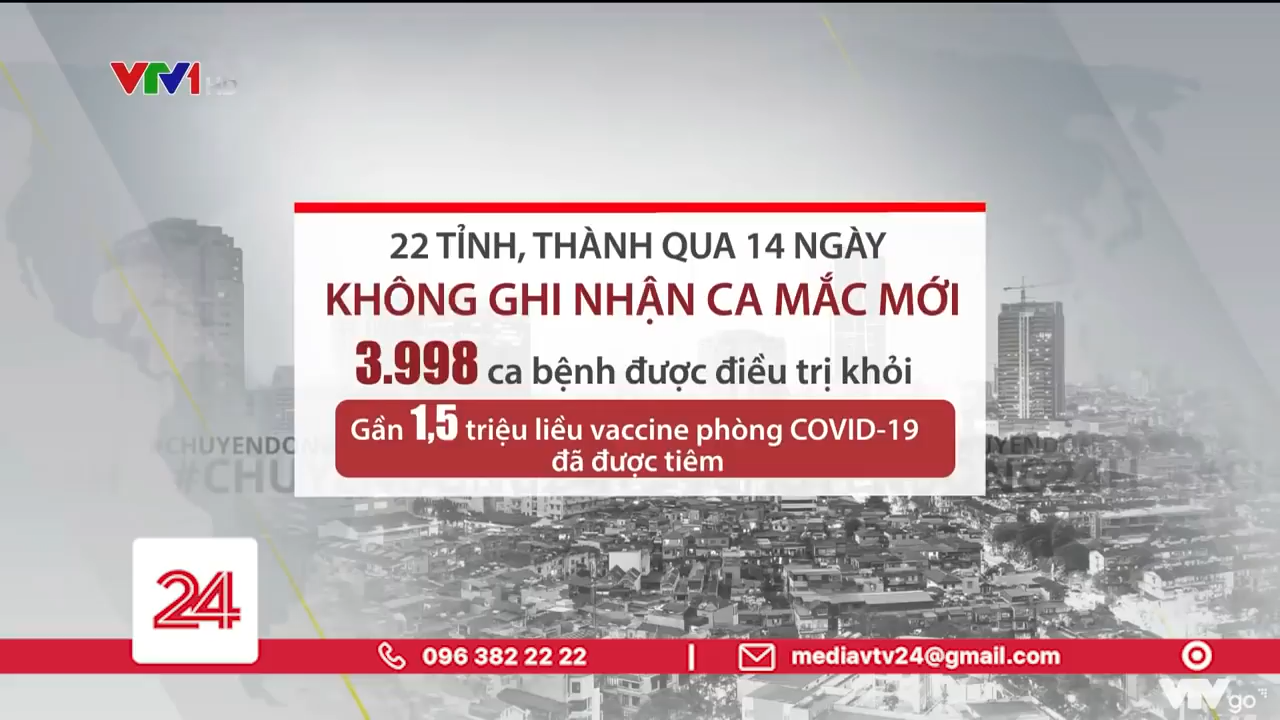 VTV1 HD
22 TỈNH, THÀNH QUA 14 NGÀY
KHÔNG GHI NHẬN CA MẮC MỚI
3.998 ca bệnh được điều trị khỏi
Gần 1,5 triệu liều vaccine phòng COVID-19
đã được tiêm
#CHUYENDON
24
096 382 22 22 | mediavtv24@gmail.com
VTVgo